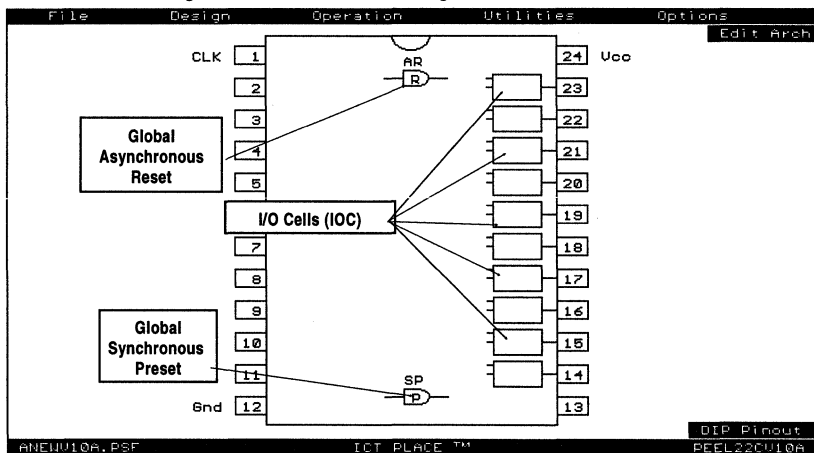 File Design Operation Utilities Options
Edit Arch
CLK 1 AR 24 Vcc
R
2 23
3 22
Global
Asynchronous
Reset
4 21
5 20
I/O Cells (IOC)
19
7 18
8 17
9 16
Global
Synchronous
Preset
10 15
11 14
SP
P
Gnd 12 13
DIP Pinout
ANEWV10A.PSF ICT PLACE TM PEEL22CV10A